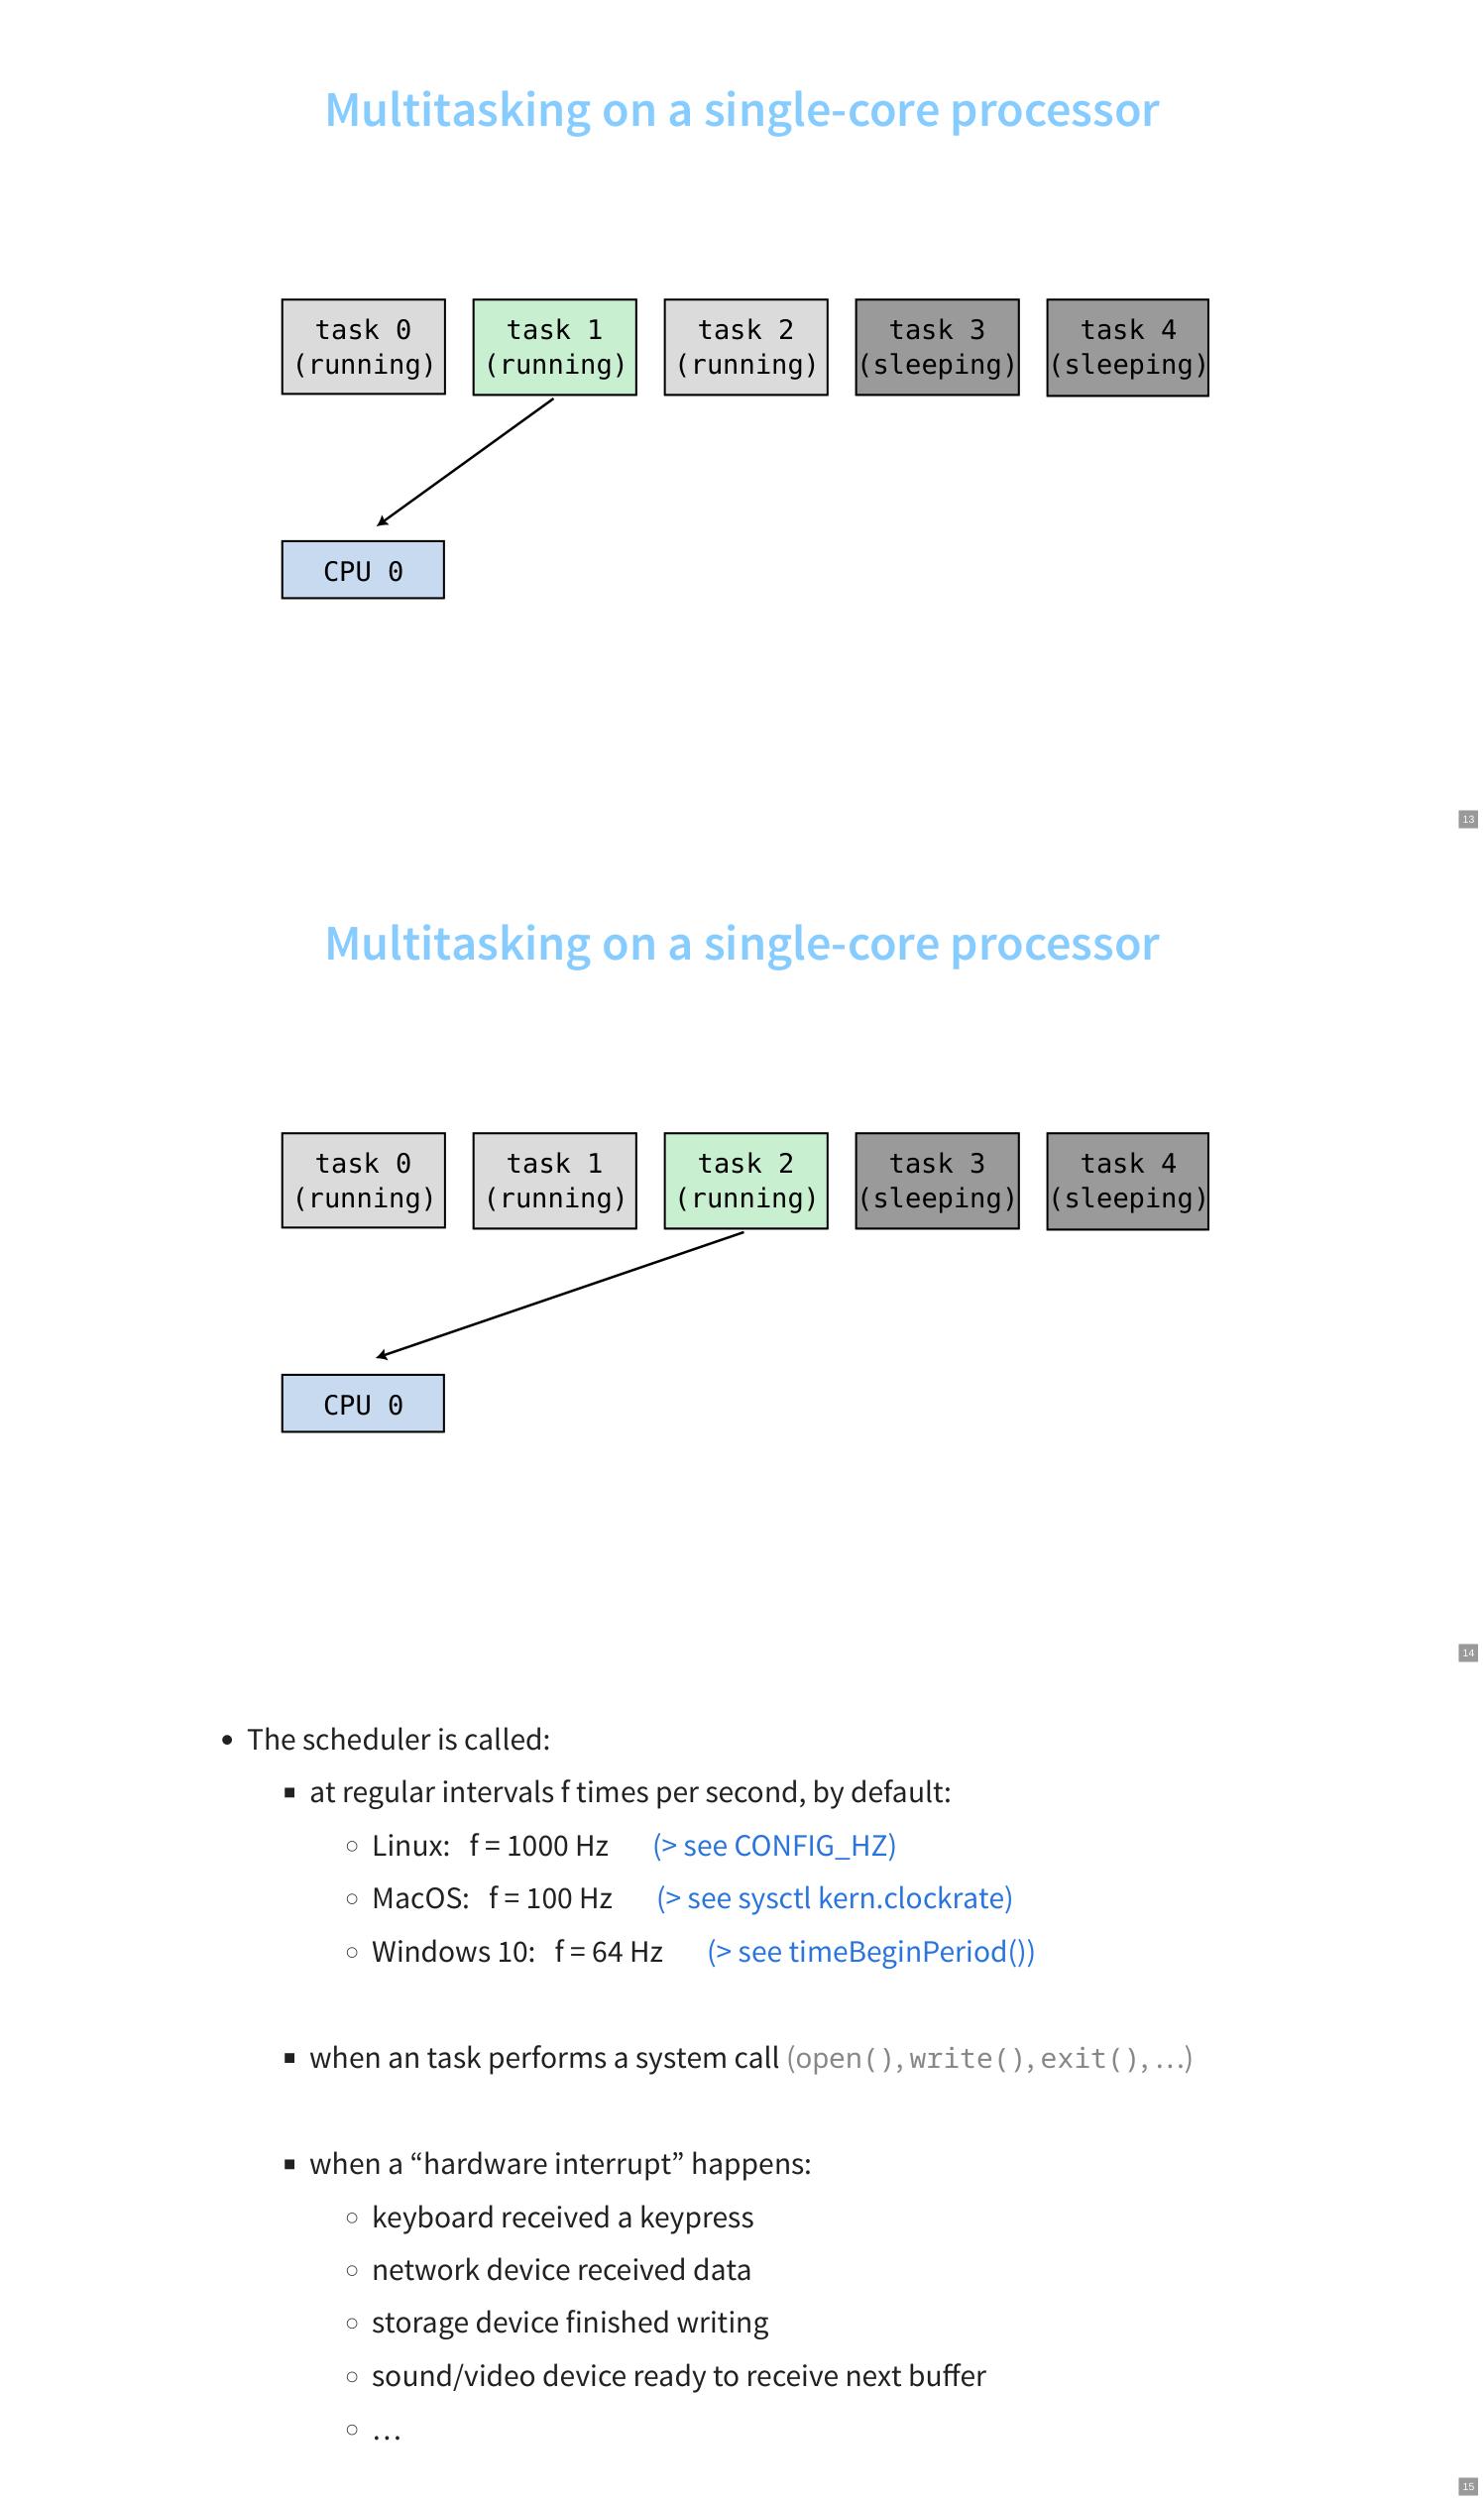 Multitasking on a single-core processor
task 0
(running)
task 1
(running)
task 2
(running)
task 3
(sleeping)
task 4
(sleeping)
CPU 0
13
Multitasking on a single-core processor
task 0
(running)
task 1
(running)
task 2
(running)
task 3
(sleeping)
task 4
(sleeping)
CPU 0
14
• The scheduler is called:
▪ at regular intervals f times per second, by default:
○ Linux: f = 1000 Hz (> see CONFIG_HZ)
○ MacOS: f = 100 Hz (> see sysctl kern.clockrate)
○ Windows 10: f = 64 Hz (> see timeBeginPeriod())
▪ when an task performs a system call (open(), write(), exit(), …)
▪ when a “hardware interrupt” happens:
○ keyboard received a keypress
○ network device received data
○ storage device finished writing
○ sound/video device ready to receive next buffer
○ …
15